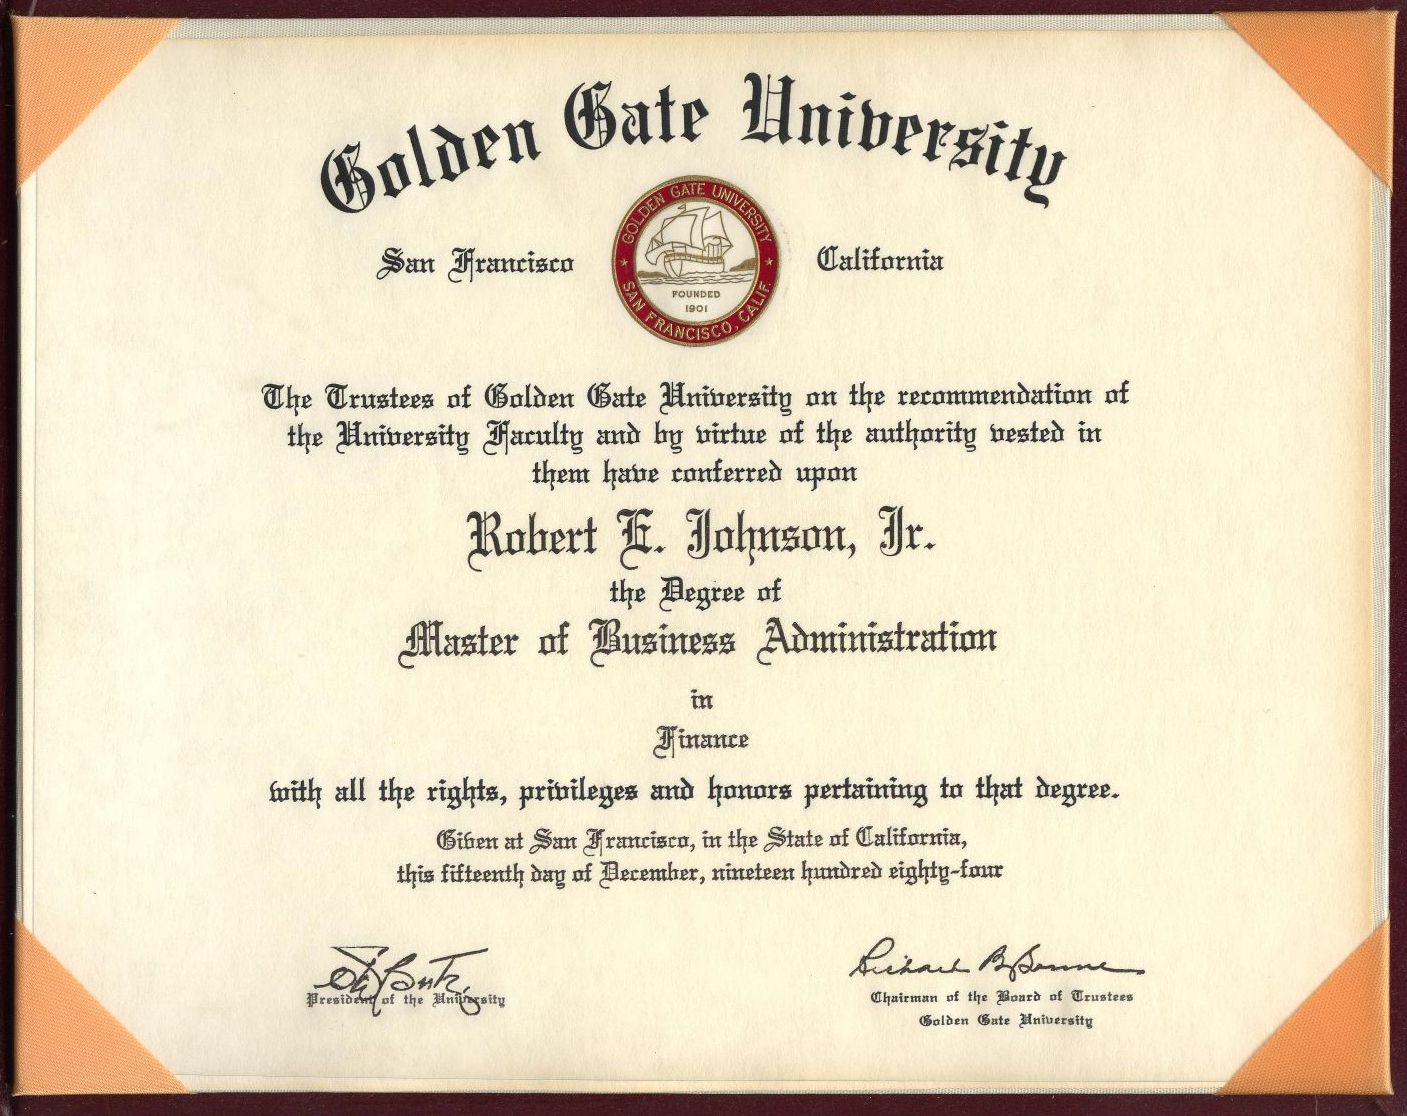 Golden Gate University
San Francisco
California
GOLDEN GATE UNIVERSITY
FOUNDED
1901
SAN FRANCISCO, CALIF.
The Trustees of Golden Gate University on the recommendation of
the University Faculty and by virtue of the authority vested in
them have conferred upon
Robert E. Johnson, Jr.
the Degree of
Master of Business Administration
in
Finance
with all the rights, privileges and honors pertaining to that degree.
Given at San Francisco, in the State of California,
this fifteenth day of December, nineteen hundred eighty-four
President of the University
Richard
Chairman of the Board of Trustees
Golden Gate University